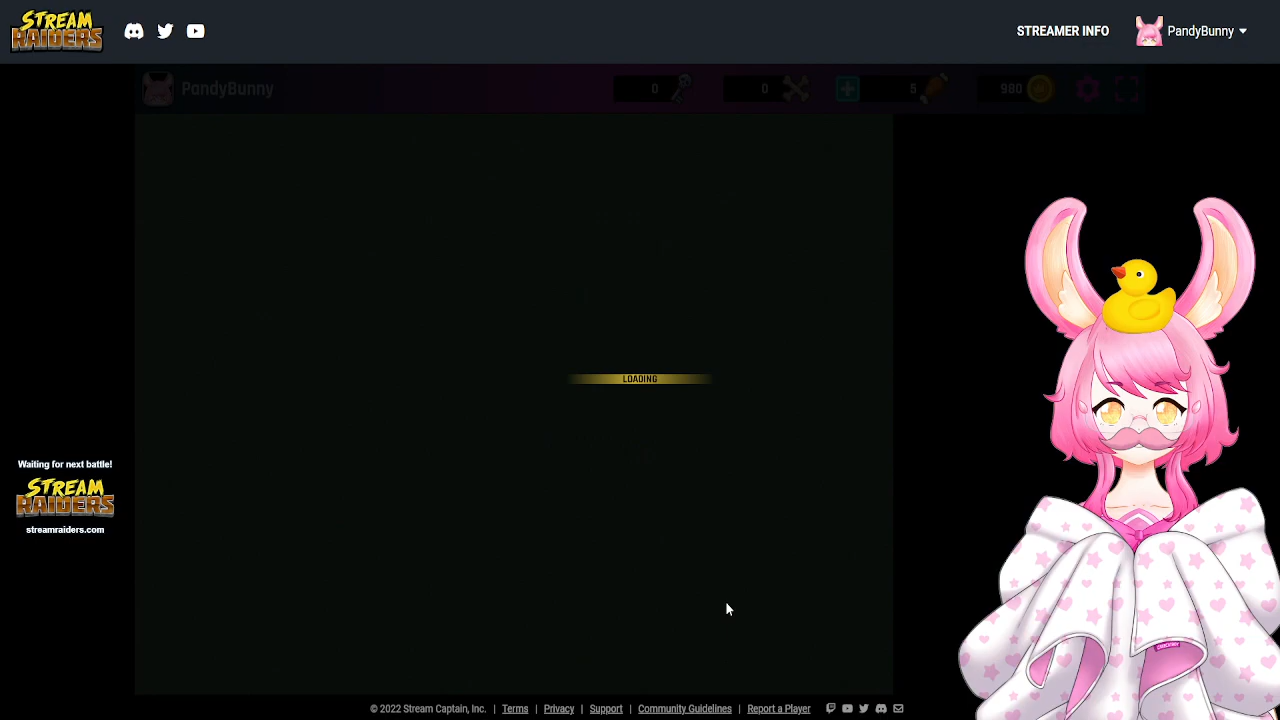 STREAM
RAIDERS
STREAMER INFO
PandyBunny
PandyBunny
0
0
5
980
LOADING
Waiting for next battle!
STREAM
RAIDERS
streamraiders.com
© 2022 Stream Captain, Inc. | Terms | Privacy | Support | Community Guidelines | Report a Player